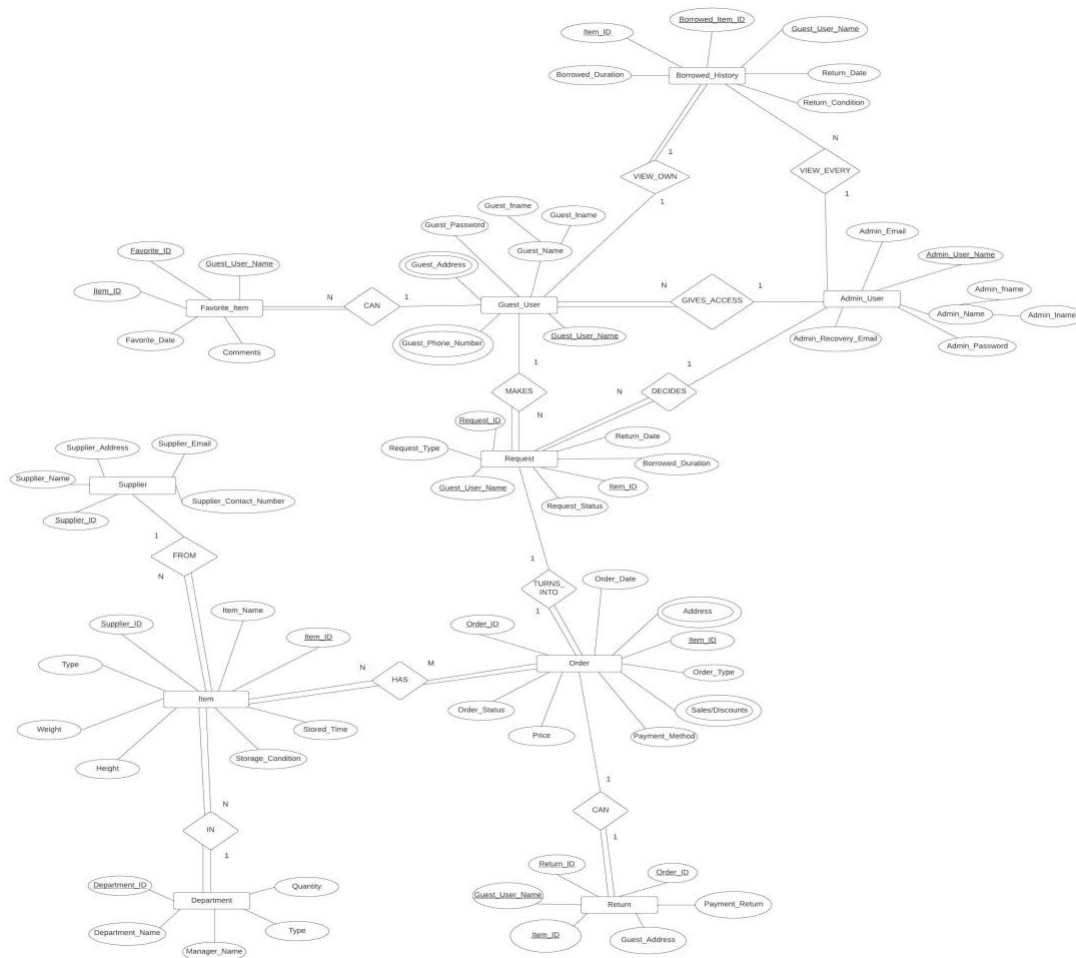 Borrowed_Item_ID
Item_ID
Guest_User_Name
Borrowed_Duration
Borrowed_History
Return_Date
Return_Condition
N
1
VIEW_OWN
VIEW_EVERY
1
1
Guest_fname
Guest_lname
Guest_Password
Guest_Name
Guest_Address
Admin_Email
Admin_User_Name
Favorite_ID
Guest_User_Name
Item_ID
Favorite_Item
Favorite_Date
Comments
N
CAN
1
Guest_User
Guest_Phone_Number
Guest_User_Name
N
GIVES_ACCESS
1
Admin_User
Admin_fname
Admin_Name
Admin_lname
Admin_Recovery_Email
Admin_Password
1
MAKES
N
1
DECIDES
N
Request_ID
Request_Type
Request
Return_Date
Borrowed_Duration
Guest_User_Name
Item_ID
Request_Status
Supplier_Address
Supplier_Email
Supplier_Name
Supplier
Supplier_Contact_Number
Supplier_ID
1
FROM
N
1
TURNS_
INTO
1
Order_Date
Order_ID
Address
Item_ID
Order
Order_Type
Order_Status
Sales/Discounts
Price
Payment_Method
Supplier_ID
Item_Name
Item_ID
Type
Item
N
HAS
M
Weight
Height
Storage_Condition
Stored_Time
N
IN
1
1
CAN
1
Department_ID
Quantity
Department
Department_Name
Manager_Name
Type
Return_ID
Order_ID
Guest_User_Name
Return
Payment_Return
Item_ID
Guest_Address